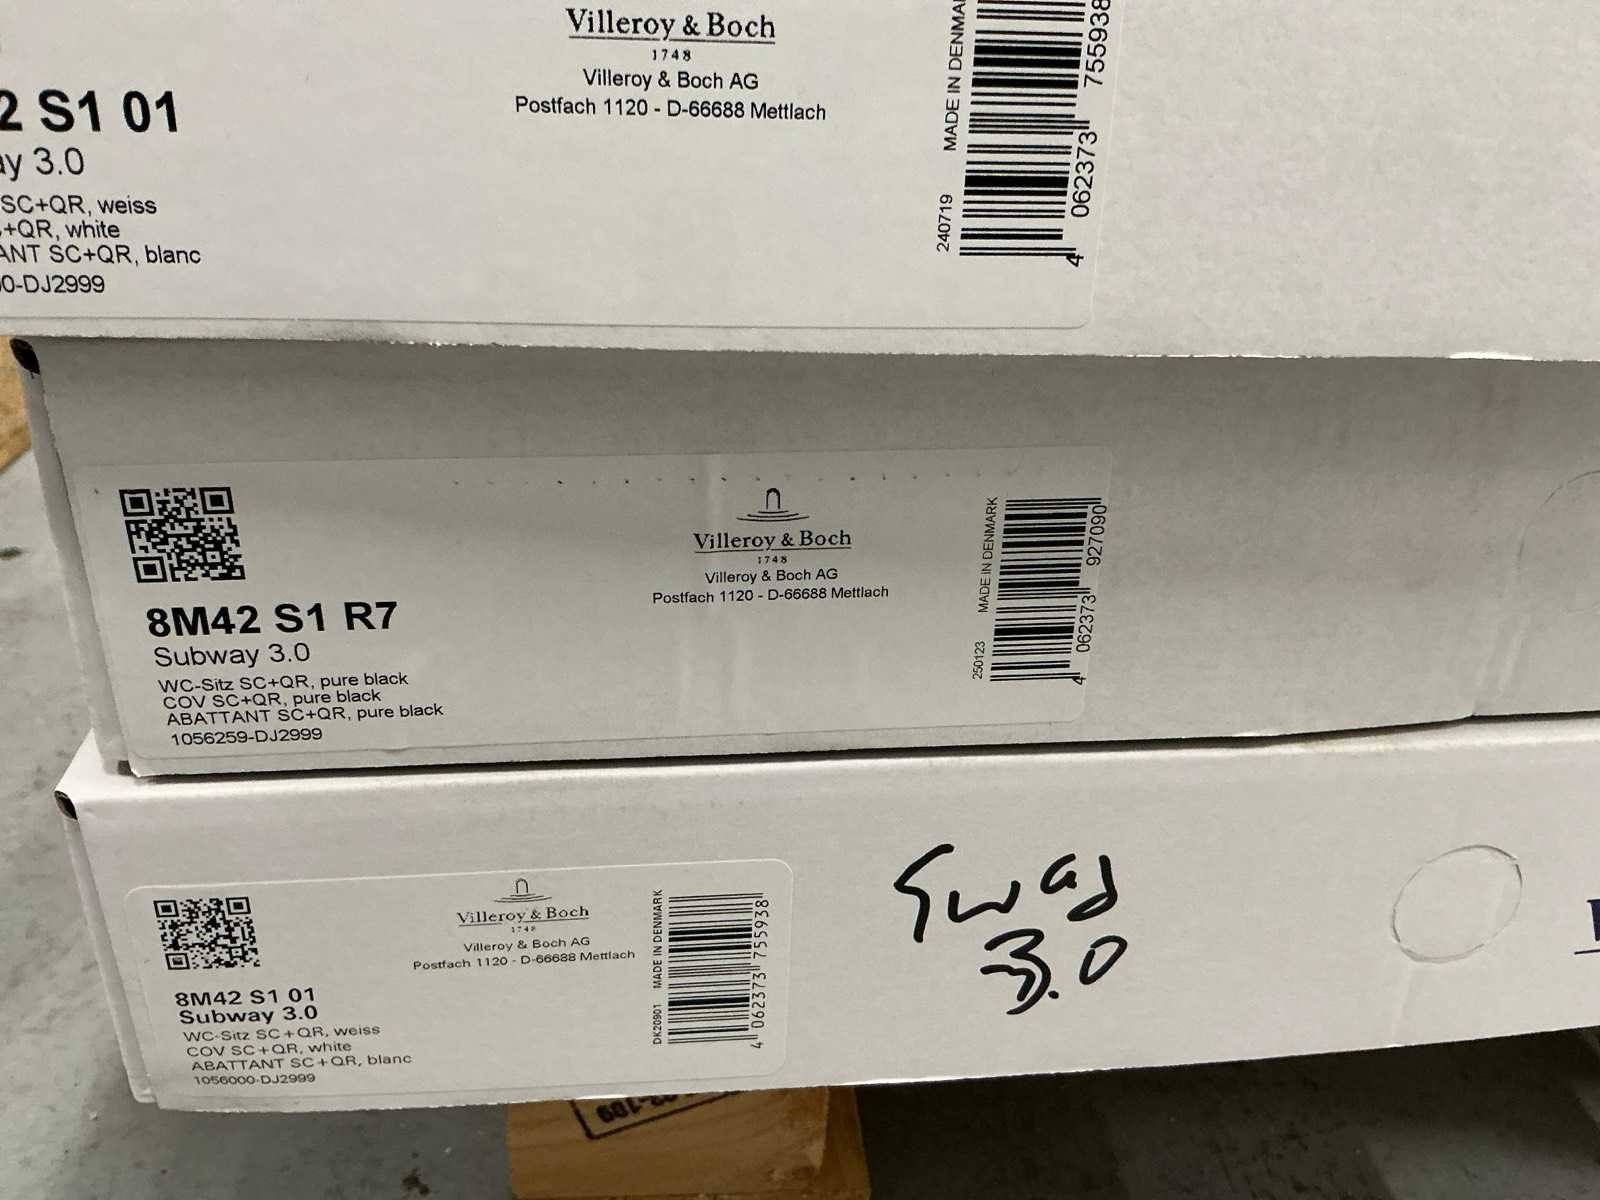 Villeroy & Boch
1748
Villeroy & Boch AG
Postfach 1120 - D-66688 Mettlach
2 S1 01
ay 3.0
SC+QR, weiss
+QR, white
ANT SC+QR, blanc
0-DJ2999
240719
MADE IN DENMA
4 062373 755938
8M42 S1 R7
Subway 3.0
WC-Sitz SC+QR, pure black
COV SC+QR, pure black
ABATTANT SC+QR, pure black
1056259-DJ2999
Villeroy & Boch
1748
Villeroy & Boch AG
Postfach 1120 - D-66688 Mettlach
250123
MADE IN DENMARK
4 062373 927090
8M42 S1 01
Subway 3.0
WC-Sitz SC+QR, weiss
COV SC+QR, white
ABATTANT SC+QR, blanc
1056000-DJ2999
Villeroy & Boch
1748
Villeroy & Boch AG
Postfach 1120 - D-66688 Mettlach
DK20901
MADE IN DENMARK
4 062373 755938
3.0